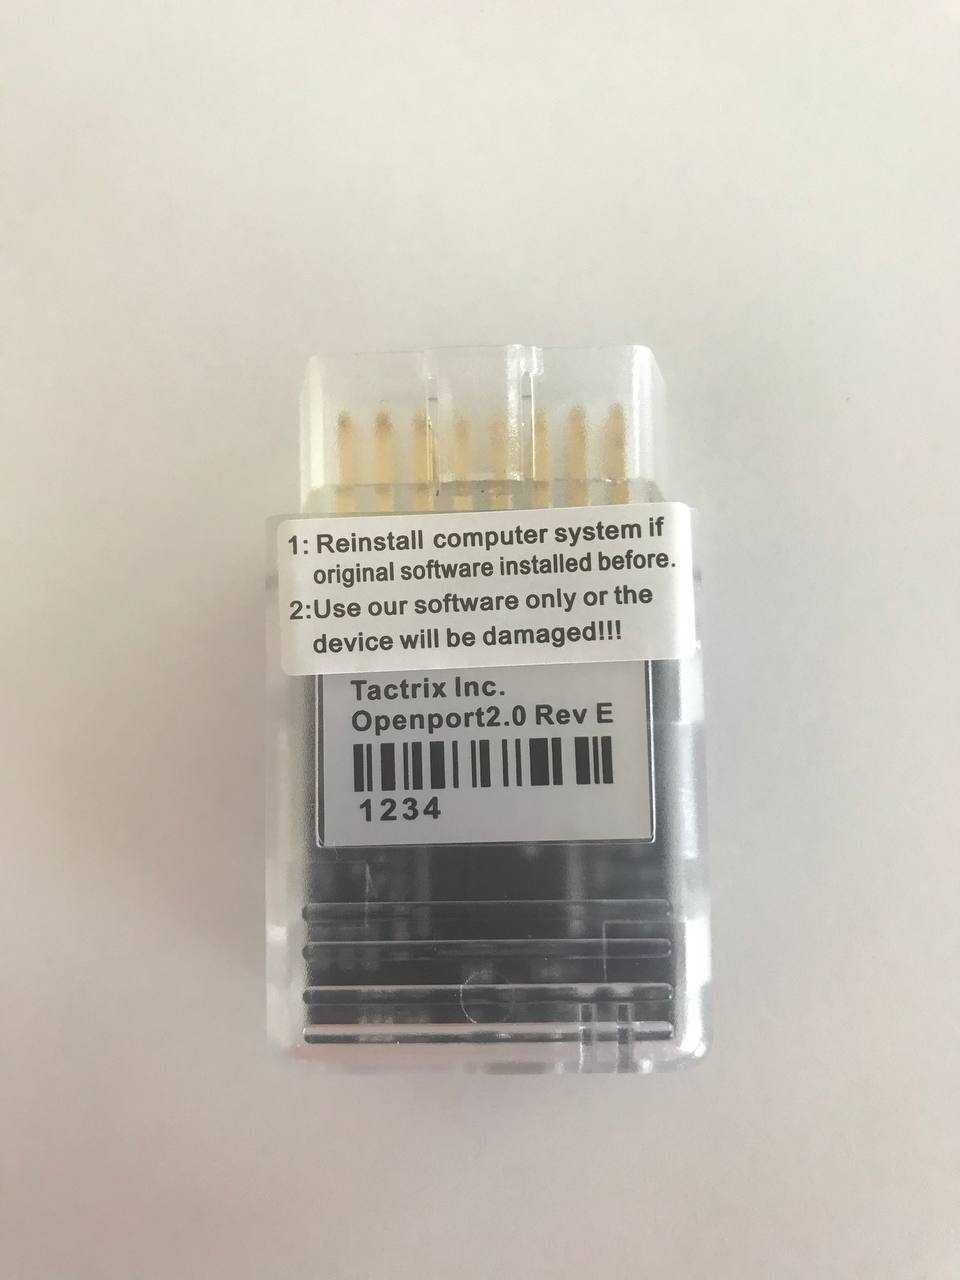 1: Reinstall computer system if
original software installed before.
2:Use our software only or the
device will be damaged!!!
Tactrix Inc.
Openport2.0 Rev E
1234